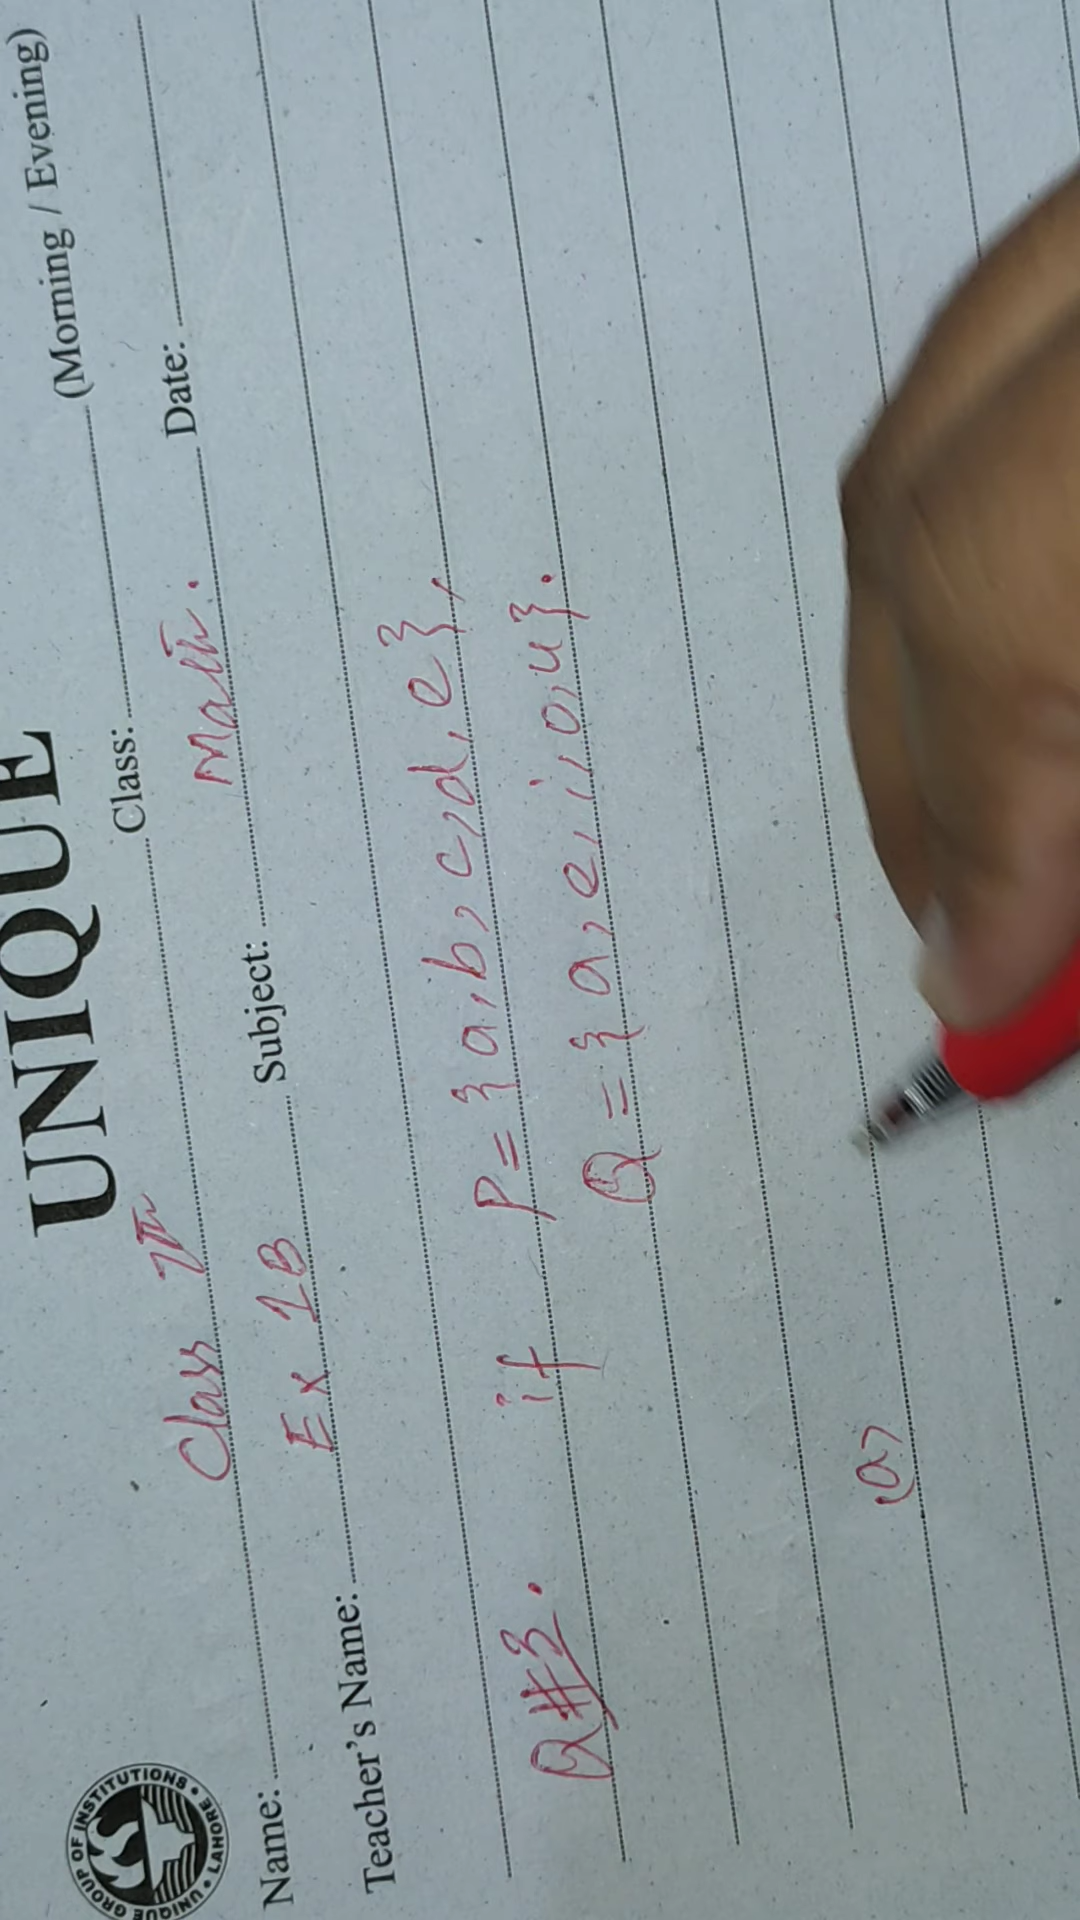 UNIQUE
(Morning / Evening)
Class:
Class 7th
Name:
Date:
Subject: Math.
Ex 1B
Teacher's Name:
Q#3. if P = { a, b, c, d, e },
Q = { a, e, i, o, u }.
(a)
UNIQUE GROUP OF INSTITUTIONS • LAHORE •